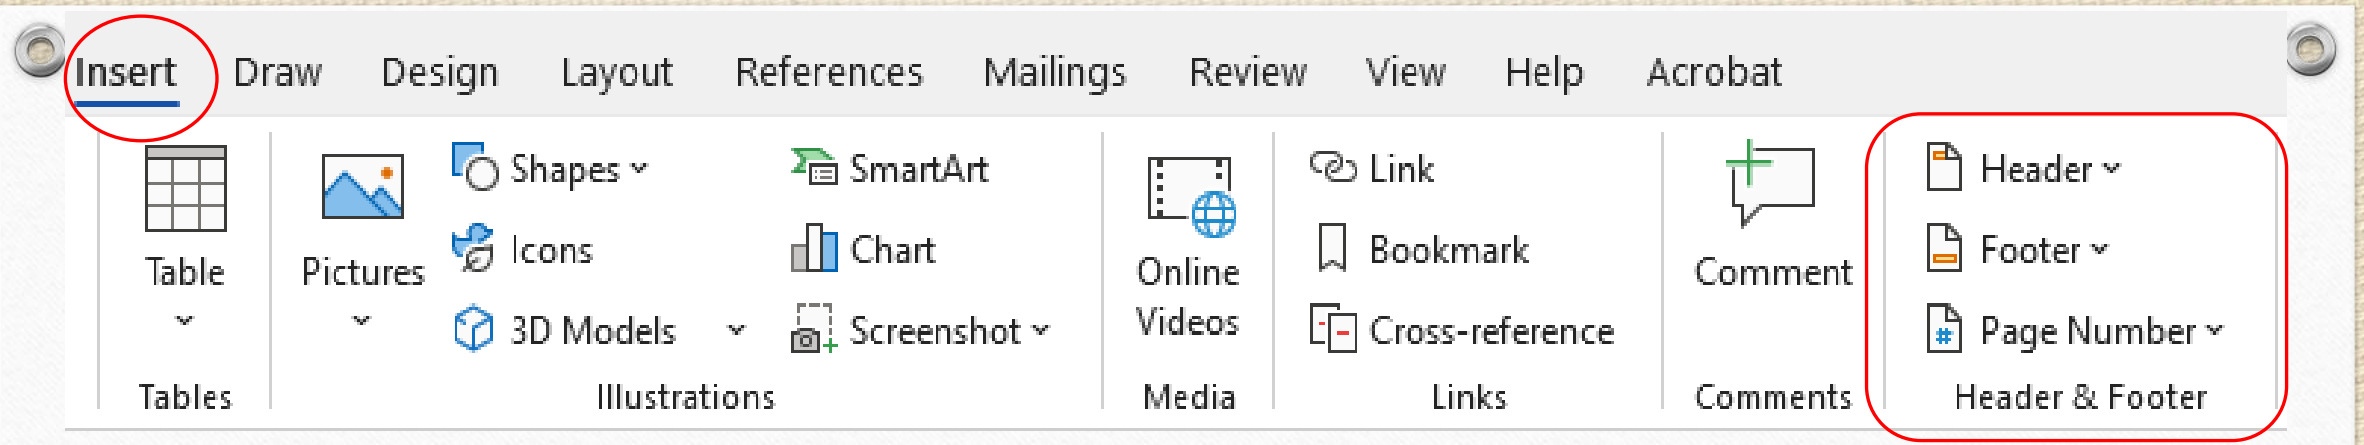 Insert Draw Design Layout References Mailings Review View Help Acrobat
Table
Tables
Pictures
Shapes
Icons
3D Models
SmartArt
Chart
Screenshot
Illustrations
Online
Videos
Media
Link
Bookmark
Cross-reference
Links
Comment
Comments
Header
Footer
Page Number
Header & Footer